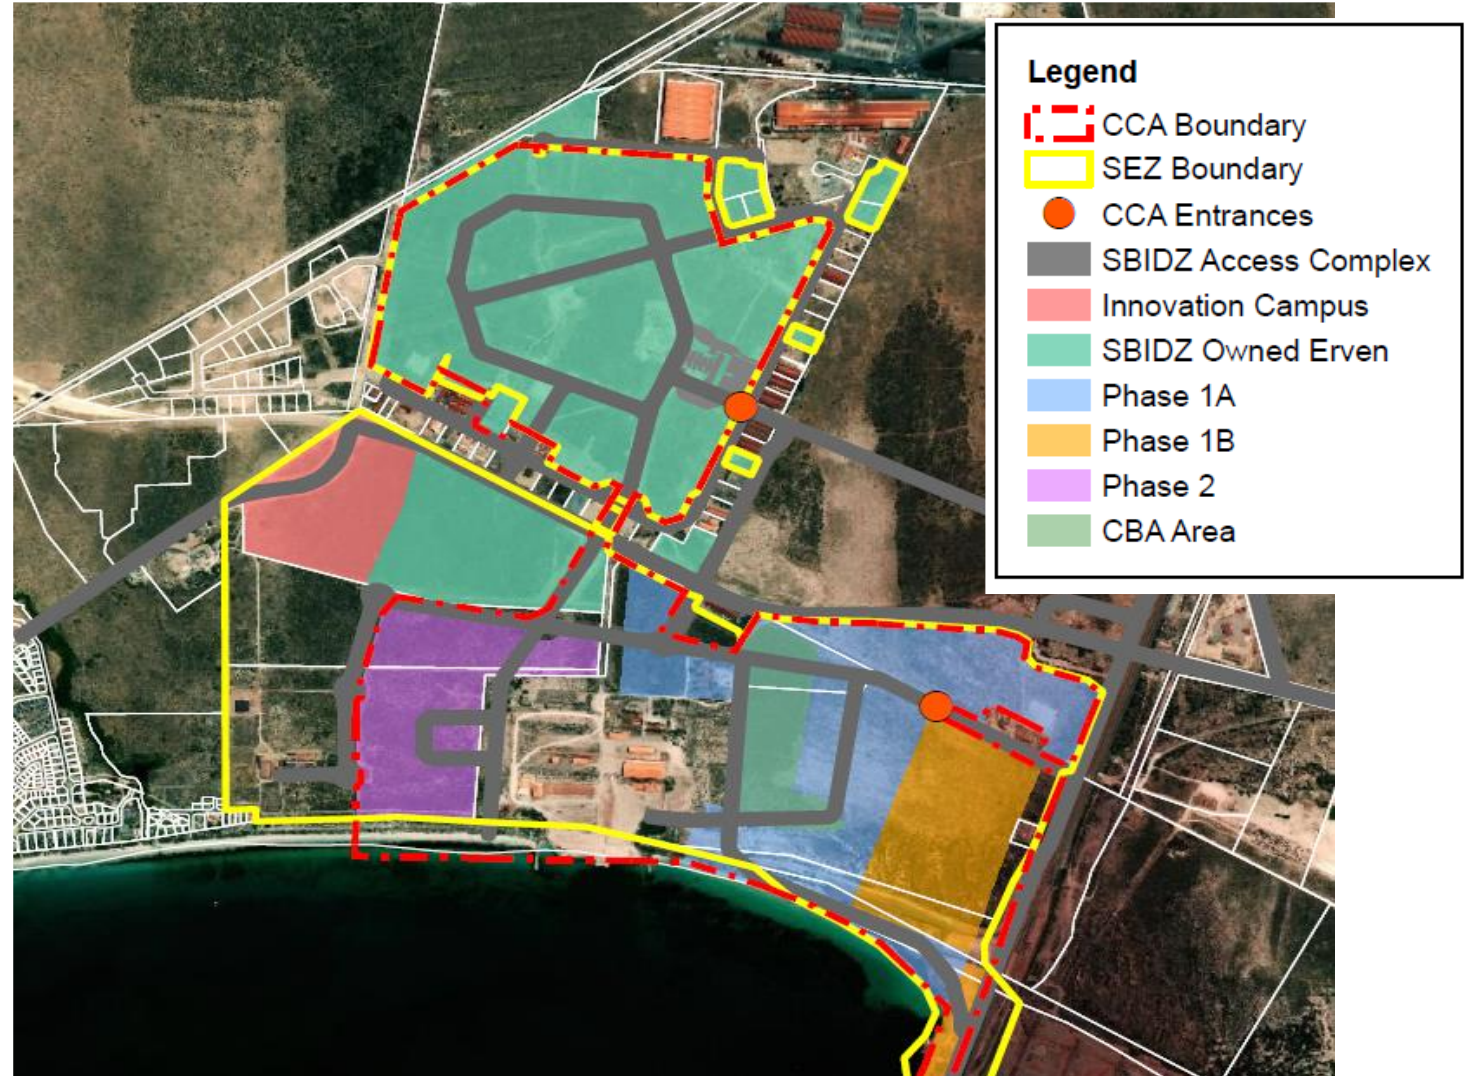 Legend
CCA Boundary
SEZ Boundary
CCA Entrances
SBIDZ Access Complex
Innovation Campus
SBIDZ Owned Erven
Phase 1A
Phase 1B
Phase 2
CBA Area